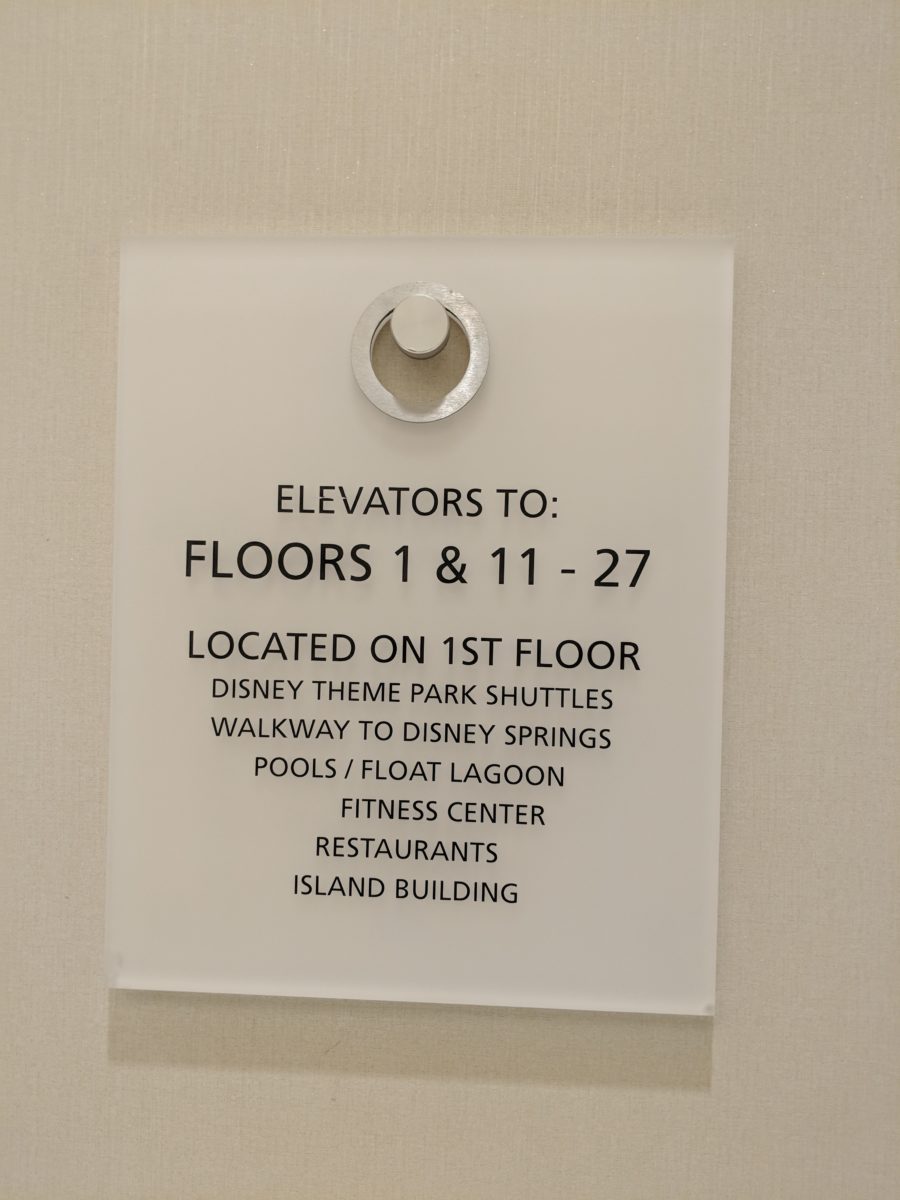 ELEVATORS TO:
FLOORS 1 & 11 - 27
LOCATED ON 1ST FLOOR
DISNEY THEME PARK SHUTTLES
WALKWAY TO DISNEY SPRINGS
POOLS / FLOAT LAGOON
FITNESS CENTER
RESTAURANTS
ISLAND BUILDING